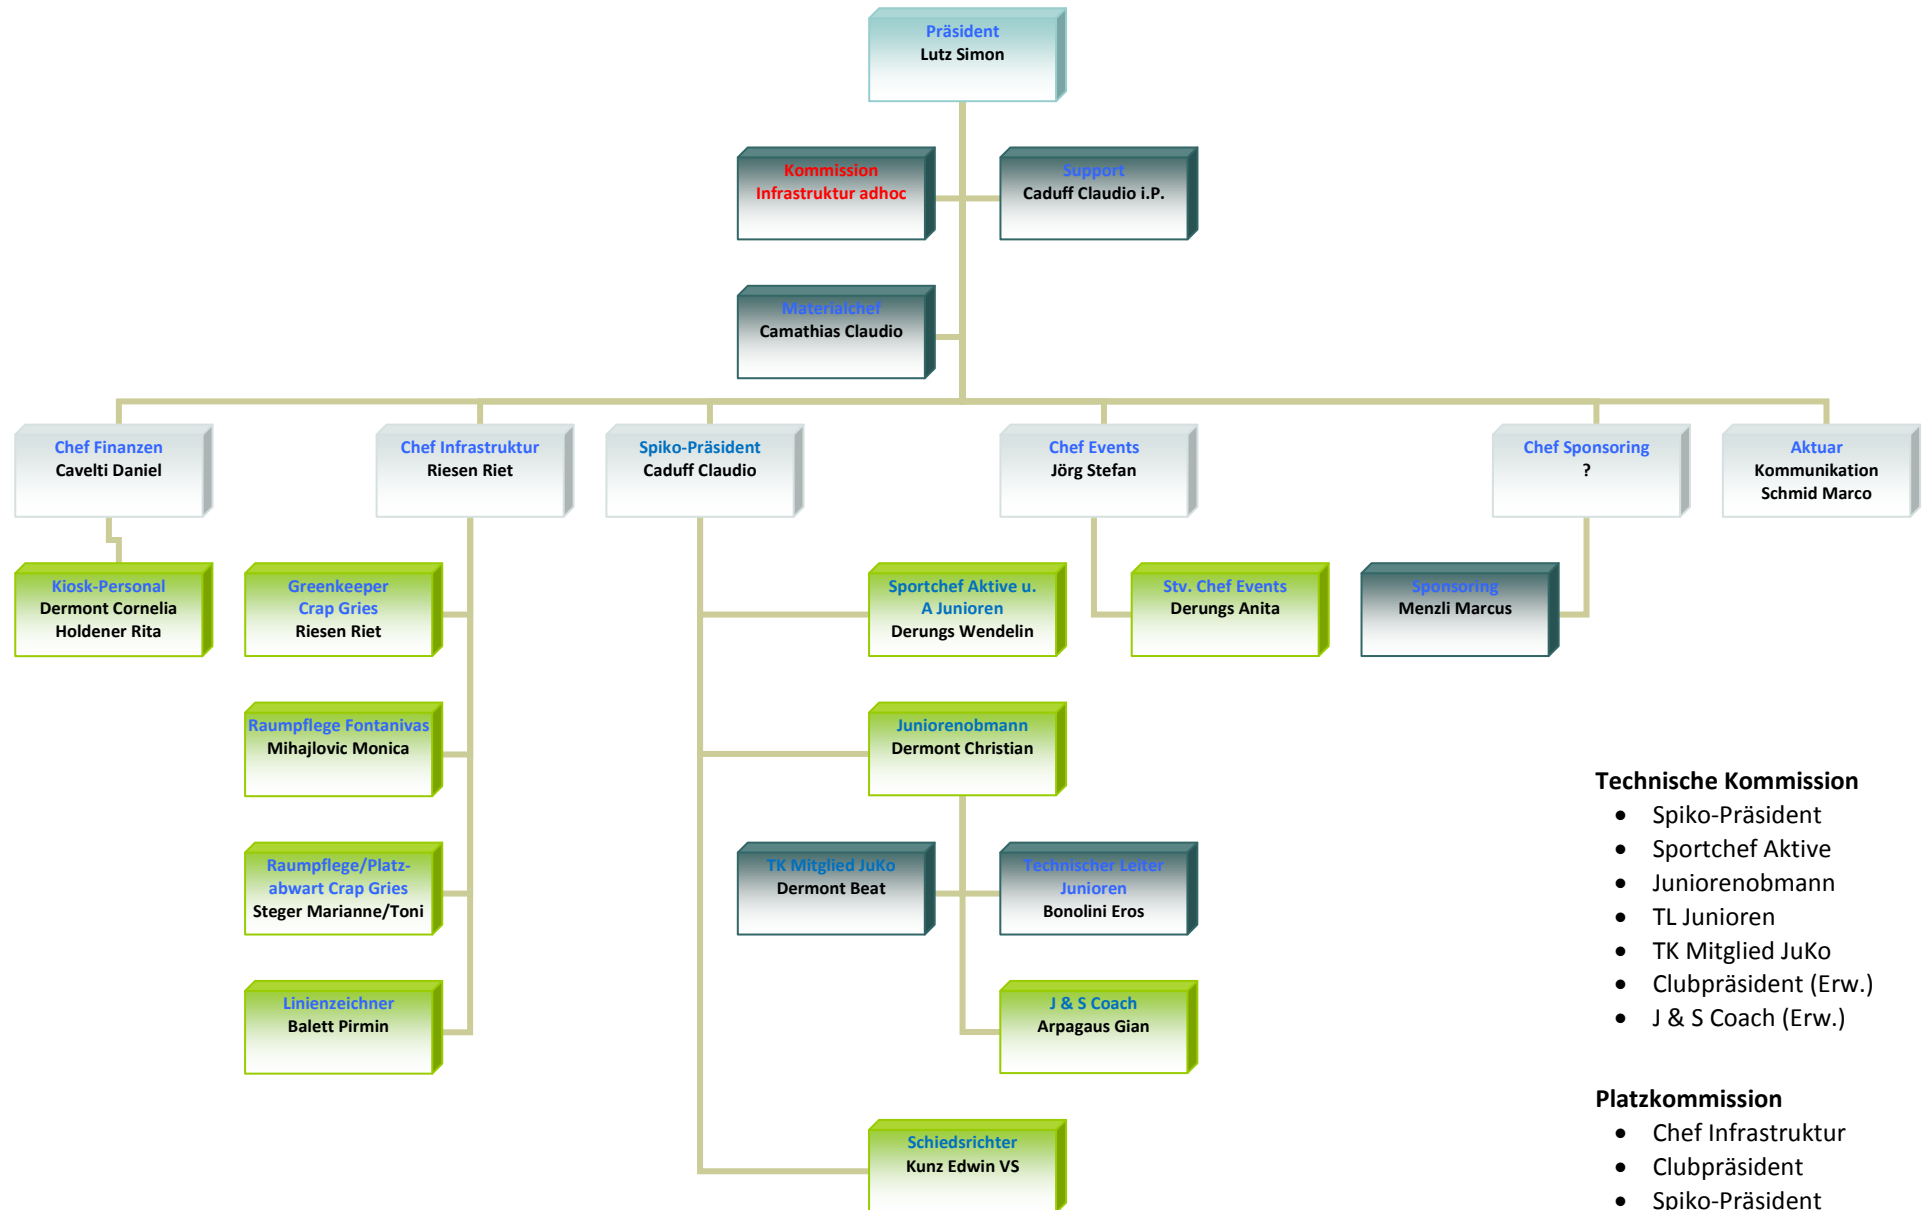 Präsident
Lutz Simon
Kommission
Infrastruktur adhoc
Support
Caduff Claudio i.P.
Materialchef
Camathias Claudio
Chef Finanzen
Cavelti Daniel
Chef Infrastruktur
Riesen Riet
Spiko-Präsident
Caduff Claudio
Chef Events
Jörg Stefan
Chef Sponsoring
?
Aktuar
Kommunikation
Schmid Marco
Kiosk-Personal
Dermont Cornelia
Holdener Rita
Greenkeeper
Crap Gries
Riesen Riet
Sportchef Aktive u.
A Junioren
Derungs Wendelin
Stv. Chef Events
Derungs Anita
Sponsoring
Menzli Marcus
Raumpflege Fontanivas
Mihajlovic Monica
Juniorenobmann
Dermont Christian
Raumpflege/Platz-
abwart Crap Gries
Steger Marianne/Toni
TK Mitglied JuKo
Dermont Beat
Technischer Leiter
Junioren
Bonolini Eros
Linienzeichner
Balett Pirmin
J & S Coach
Arpagaus Gian
Schiedsrichter
Kunz Edwin VS
Technische Kommission
• Spiko-Präsident
• Sportchef Aktive
• Juniorenobmann
• TL Junioren
• TK Mitglied JuKo
• Clubpräsident (Erw.)
• J & S Coach (Erw.)
Platzkommission
• Chef Infrastruktur
• Clubpräsident
• Spiko-Präsident